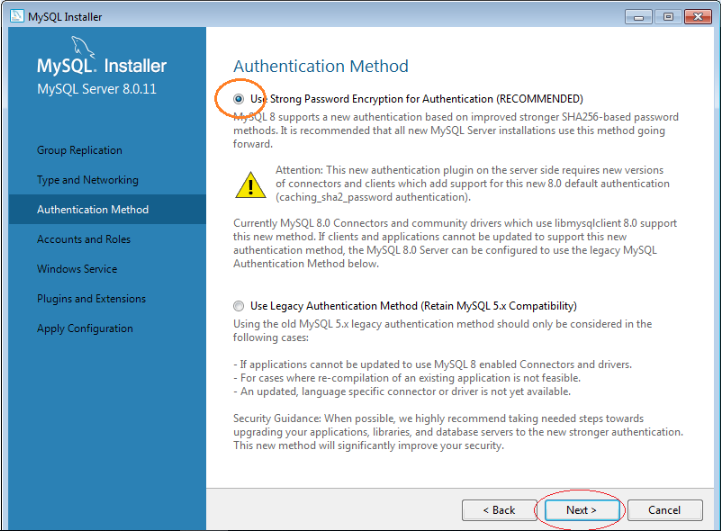 MySQL Installer
MySQL. Installer
MySQL Server 8.0.11
Group Replication
Type and Networking
Authentication Method
Accounts and Roles
Windows Service
Plugins and Extensions
Apply Configuration
Authentication Method
Use Strong Password Encryption for Authentication (RECOMMENDED)
MySQL 8 supports a new authentication based on improved stronger SHA256-based password
methods. It is recommended that all new MySQL Server installations use this method going
forward.
Attention: This new authentication plugin on the server side requires new versions
of connectors and clients which add support for this new 8.0 default authentication
(caching_sha2_password authentication).
Currently MySQL 8.0 Connectors and community drivers which use libmysqlclient 8.0 support
this new method. If clients and applications cannot be updated to support this new
authentication method, the MySQL 8.0 Server can be configured to use the legacy MySQL
Authentication Method below.
Use Legacy Authentication Method (Retain MySQL 5.x Compatibility)
Using the old MySQL 5.x legacy authentication method should only be considered in the
following cases:
- If applications cannot be updated to use MySQL 8 enabled Connectors and drivers.
- For cases where re-compilation of an existing application is not feasible.
- An updated, language specific connector or driver is not yet available.
Security Guidance: When possible, we highly recommend taking needed steps towards
upgrading your applications, libraries, and database servers to the new stronger authentication.
This new method will significantly improve your security.
< Back
Next >
Cancel